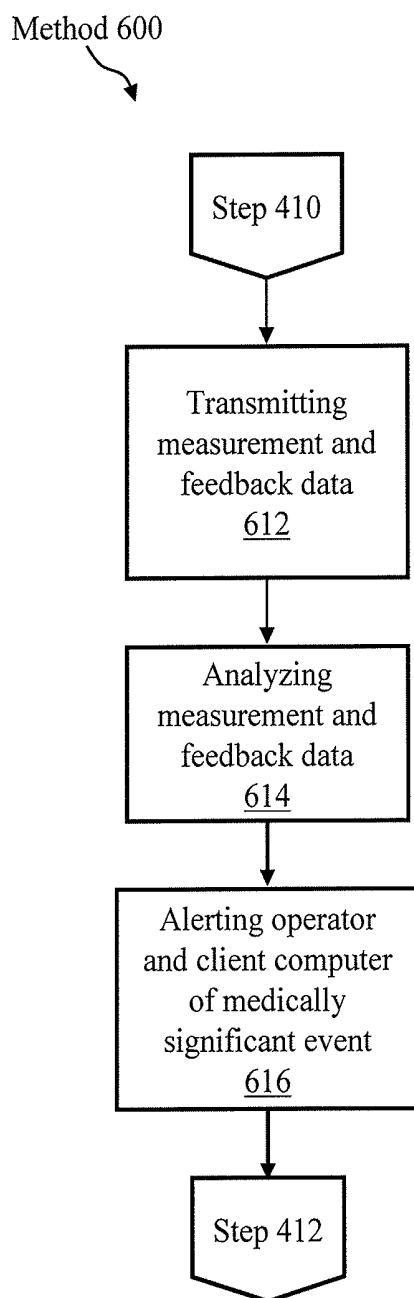 Method 600
Step 410
Transmitting
measurement and
feedback data
612
Analyzing
measurement and
feedback data
614
Alerting operator
and client computer
of medically
significant event
616
Step 412